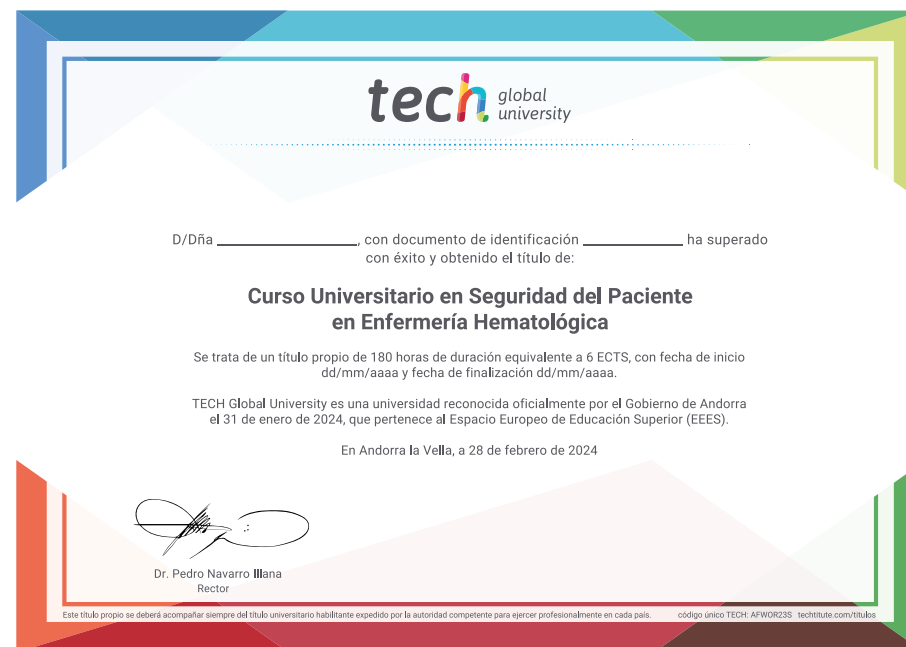 tech global university
D/Dña ____________________, con documento de identificación ______________ ha superado
con éxito y obtenido el título de:
Curso Universitario en Seguridad del Paciente
en Enfermería Hematológica
Se trata de un título propio de 180 horas de duración equivalente a 6 ECTS, con fecha de inicio
dd/mm/aaaa y fecha de finalización dd/mm/aaaa.
TECH Global University es una universidad reconocida oficialmente por el Gobierno de Andorra
el 31 de enero de 2024, que pertenece al Espacio Europeo de Educación Superior (EEES).
En Andorra la Vella, a 28 de febrero de 2024
Dr. Pedro Navarro Illana
Rector
Este título propio se deberá acompañar siempre del título universitario habilitante expedido por la autoridad competente para ejercer profesionalmente en cada país. código único TECH: AFWOR23S techtitute.com/titulos